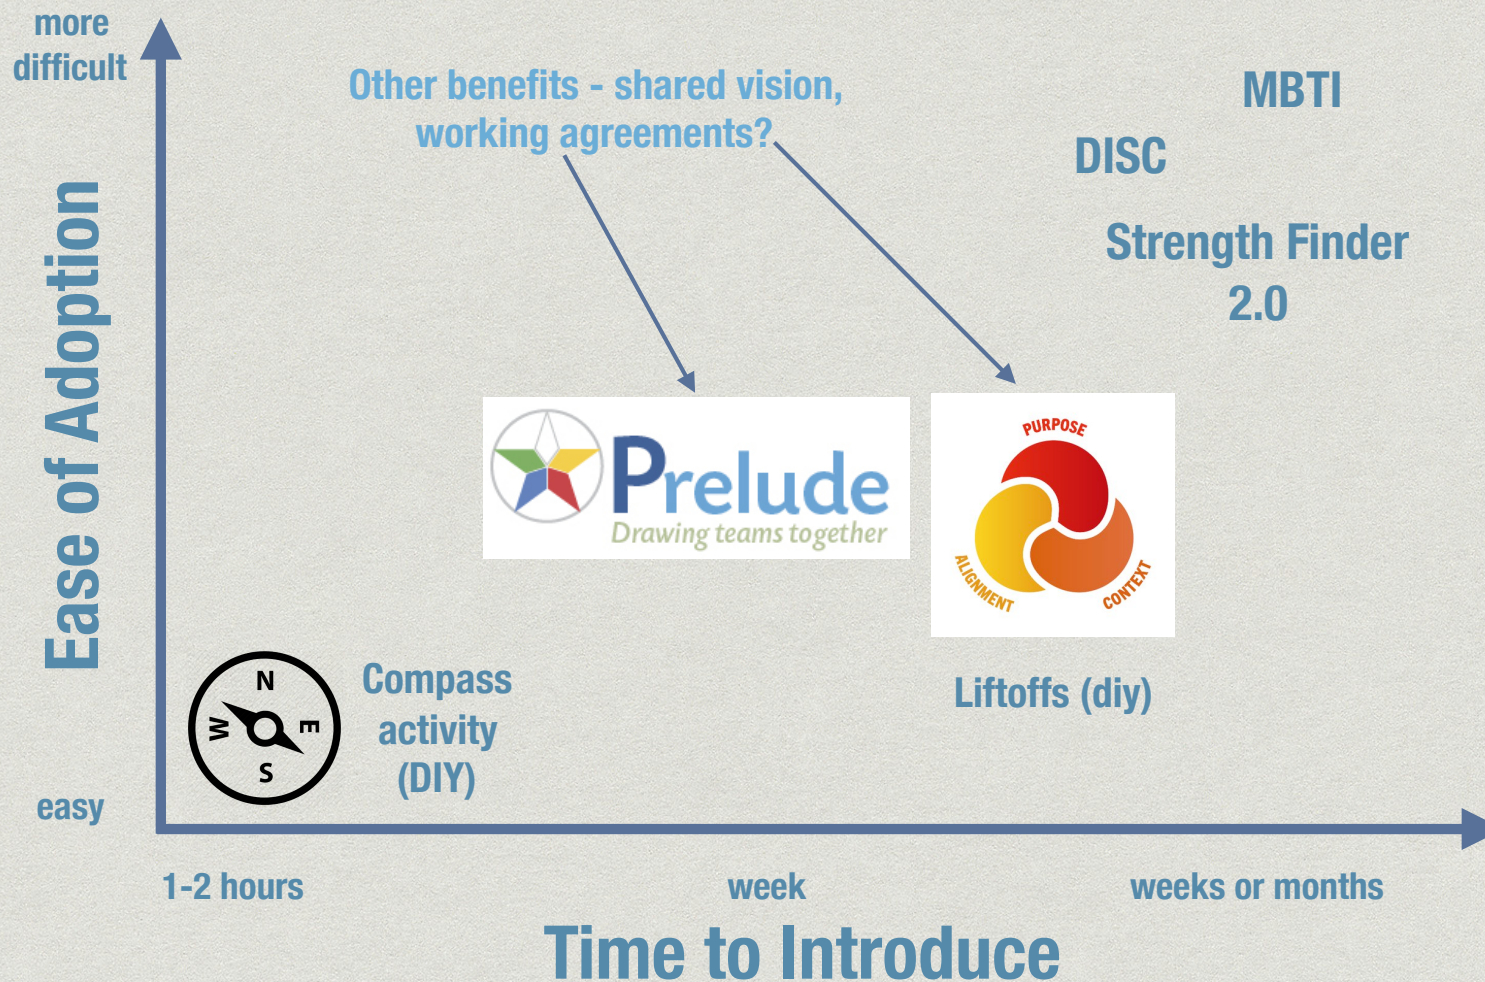 more
difficult
Other benefits - shared vision,
working agreements?
MBTI
DISC
Strength Finder
2.0
Ease of Adoption
Prelude
Drawing teams together
PURPOSE
ALIGNMENT
CONTEXT
Liftoffs (diy)
N
W
E
S
Compass
activity
(DIY)
easy
1-2 hours
week
weeks or months
Time to Introduce